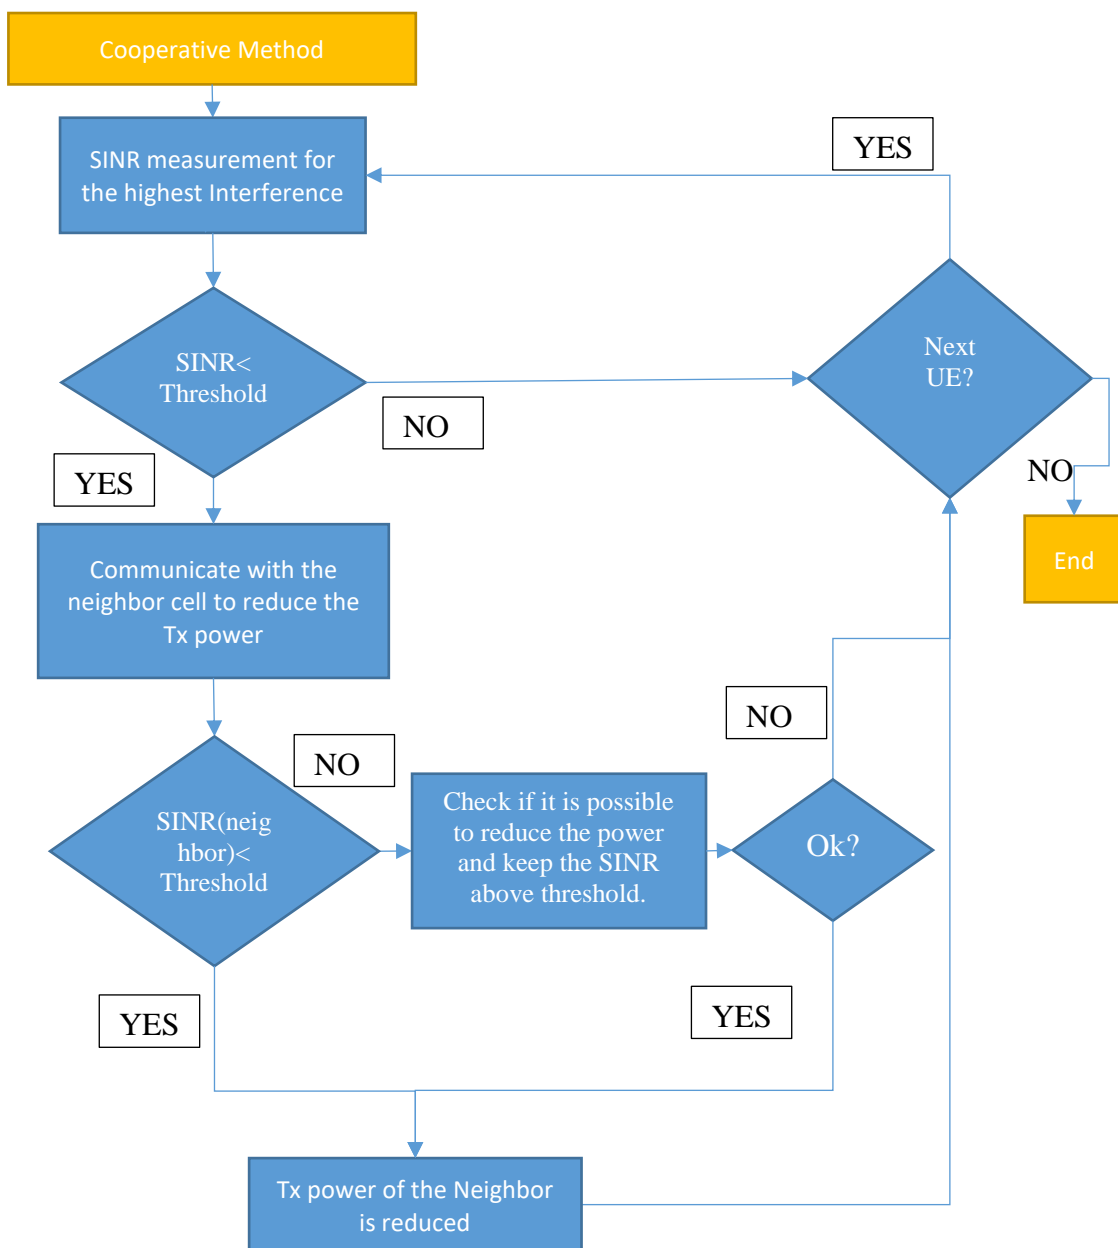 Cooperative Method
SINR measurement for
the highest Interference
YES
SINR<
Threshold
NO
Next
UE?
NO
YES
End
Communicate with the
neighbor cell to reduce the
Tx power
NO
NO
SINR(neig
hbor)<
Threshold
Check if it is possible
to reduce the power
and keep the SINR
above threshold.
Ok?
YES
YES
Tx power of the Neighbor
is reduced